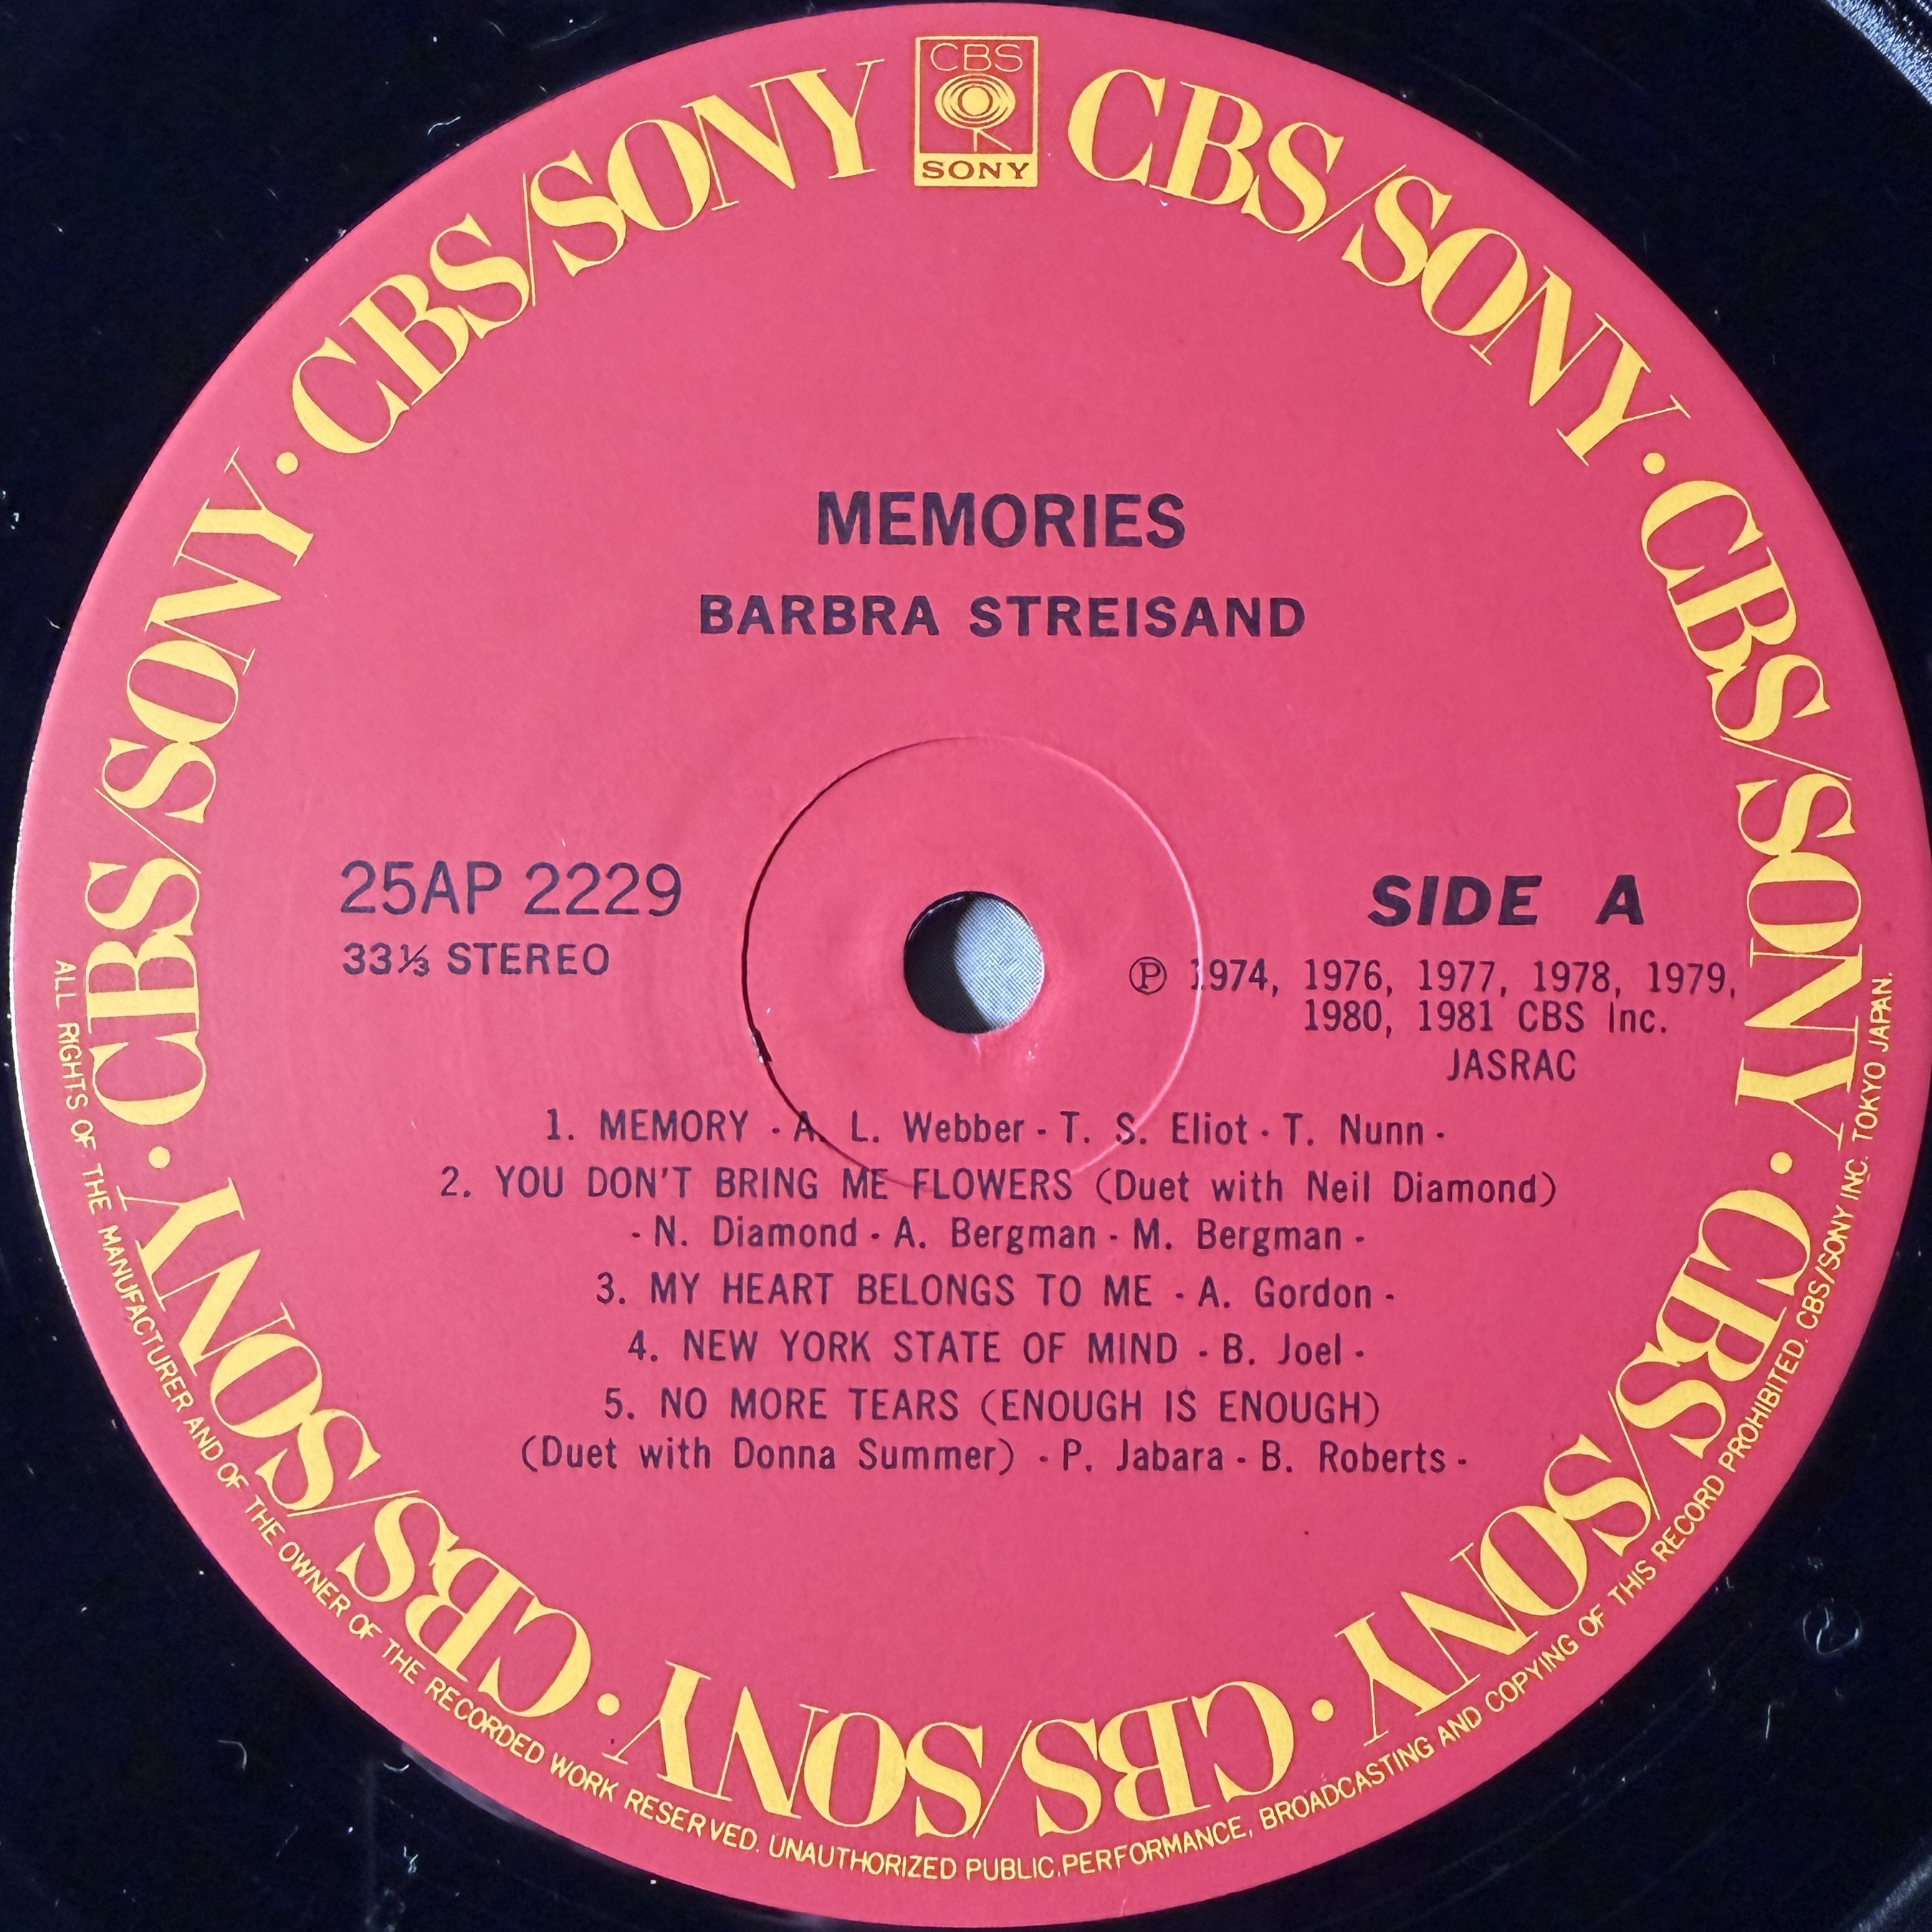 CBS
SONY
CBS/SONY · CBS/SONY · CBS/SONY · CBS/SONY · CBS/SONY · CBS/SONY · CBS/SONY
MEMORIES
BARBRA STREISAND
25AP 2229
33⅓ STEREO
SIDE A
Ⓟ 1974, 1976, 1977, 1978, 1979,
1980, 1981 CBS Inc.
JASRAC
1. MEMORY - A. L. Webber - T. S. Eliot - T. Nunn -
2. YOU DON'T BRING ME FLOWERS (Duet with Neil Diamond)
- N. Diamond - A. Bergman - M. Bergman -
3. MY HEART BELONGS TO ME - A. Gordon -
4. NEW YORK STATE OF MIND - B. Joel -
5. NO MORE TEARS (ENOUGH IS ENOUGH)
(Duet with Donna Summer) - P. Jabara - B. Roberts -
ALL RIGHTS OF THE MANUFACTURER AND OF THE OWNER OF THE RECORDED WORK RESERVED. UNAUTHORIZED PUBLIC.PERFORMANCE, BROADCASTING AND COPYING OF THIS RECORD PROHIBITED. CBS/SONY INC. TOKYO JAPAN.